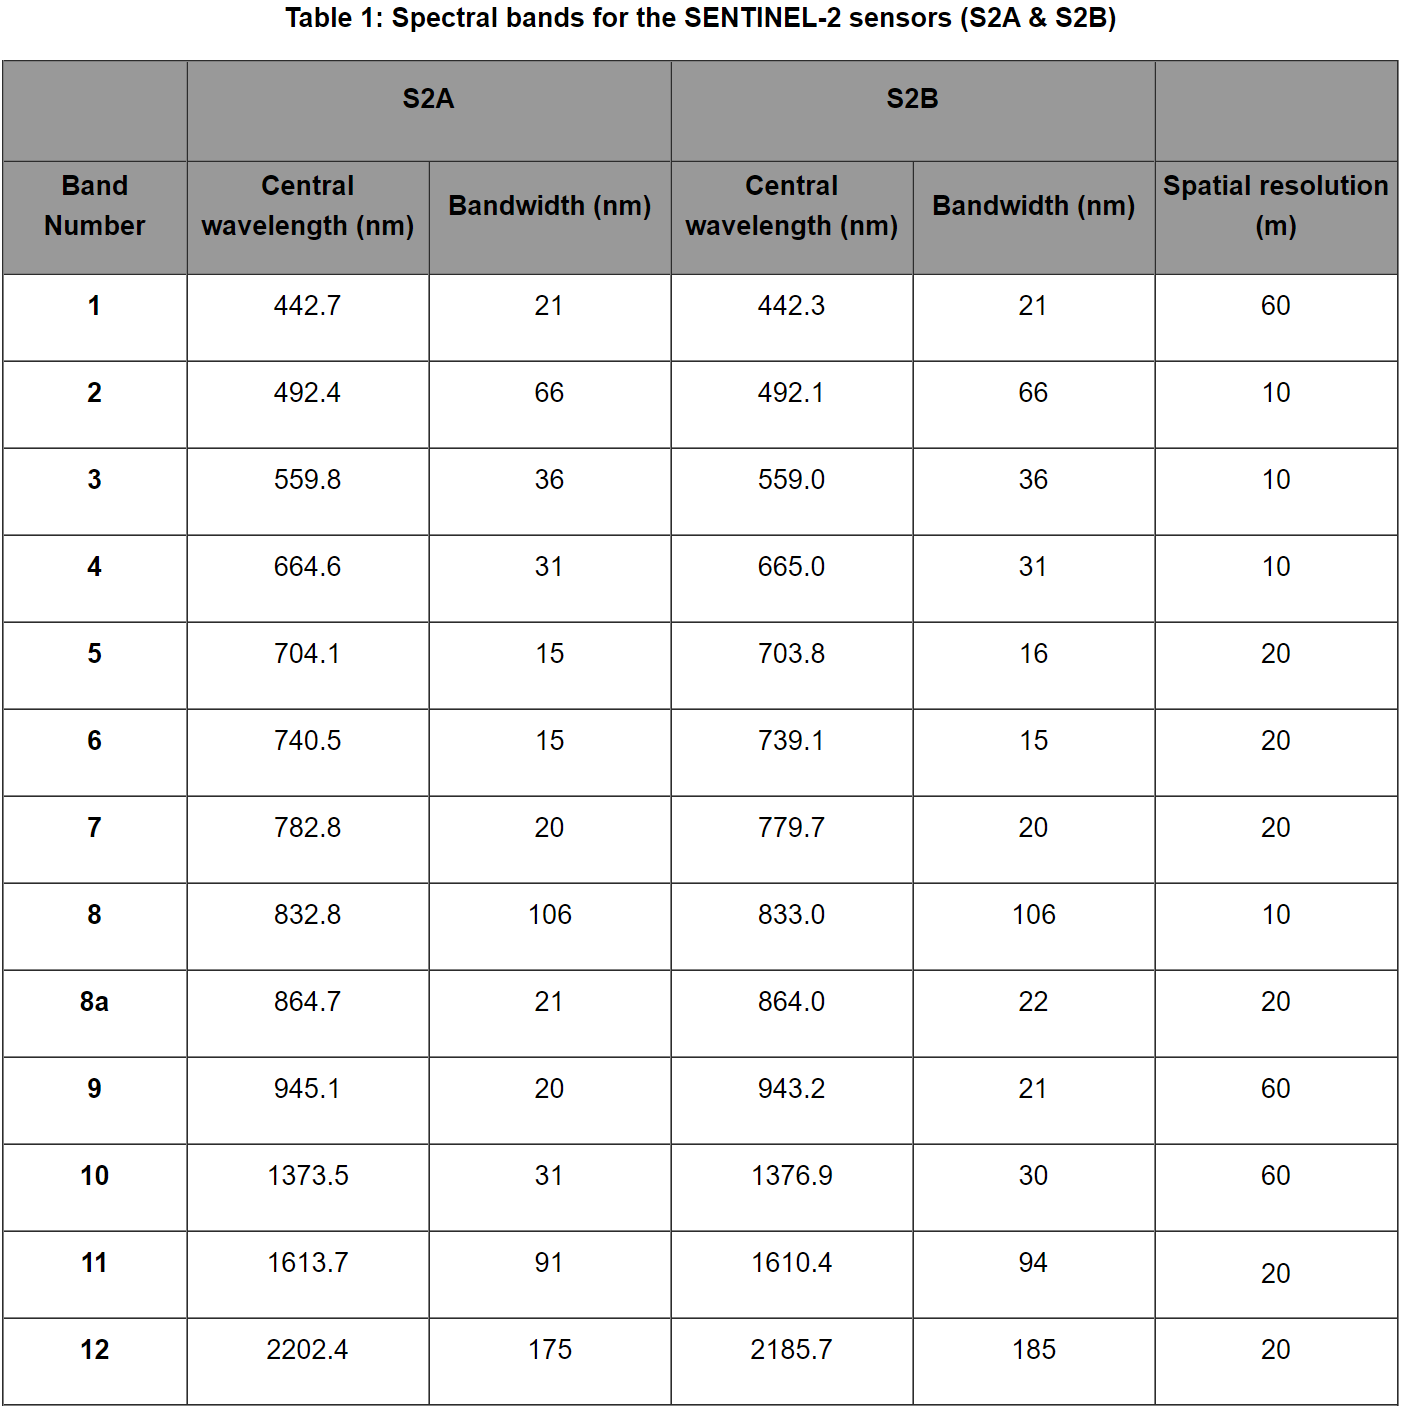 Table 1: Spectral bands for the SENTINEL-2 sensors (S2A & S2B)
S2A S2B
Band Number Central wavelength (nm) Bandwidth (nm) Central wavelength (nm) Bandwidth (nm) Spatial resolution (m)
1 442.7 21 442.3 21 60
2 492.4 66 492.1 66 10
3 559.8 36 559.0 36 10
4 664.6 31 665.0 31 10
5 704.1 15 703.8 16 20
6 740.5 15 739.1 15 20
7 782.8 20 779.7 20 20
8 832.8 106 833.0 106 10
8a 864.7 21 864.0 22 20
9 945.1 20 943.2 21 60
10 1373.5 31 1376.9 30 60
11 1613.7 91 1610.4 94 20
12 2202.4 175 2185.7 185 20